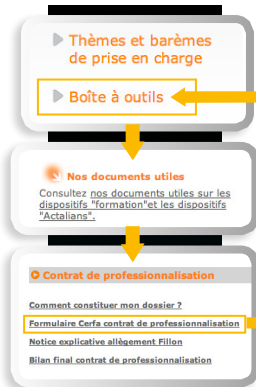 Thèmes et barèmes
de prise en charge
Boîte à outils
Nos documents utiles
Consultez nos documents utiles sur les
dispositifs "formation"et les dispositifs
"Actalians".
Contrat de professionnalisation
Comment constituer mon dossier ?
Formulaire Cerfa contrat de professionnalisation
Notice explicative allègement Fillon
Bilan final contrat de professionnalisation